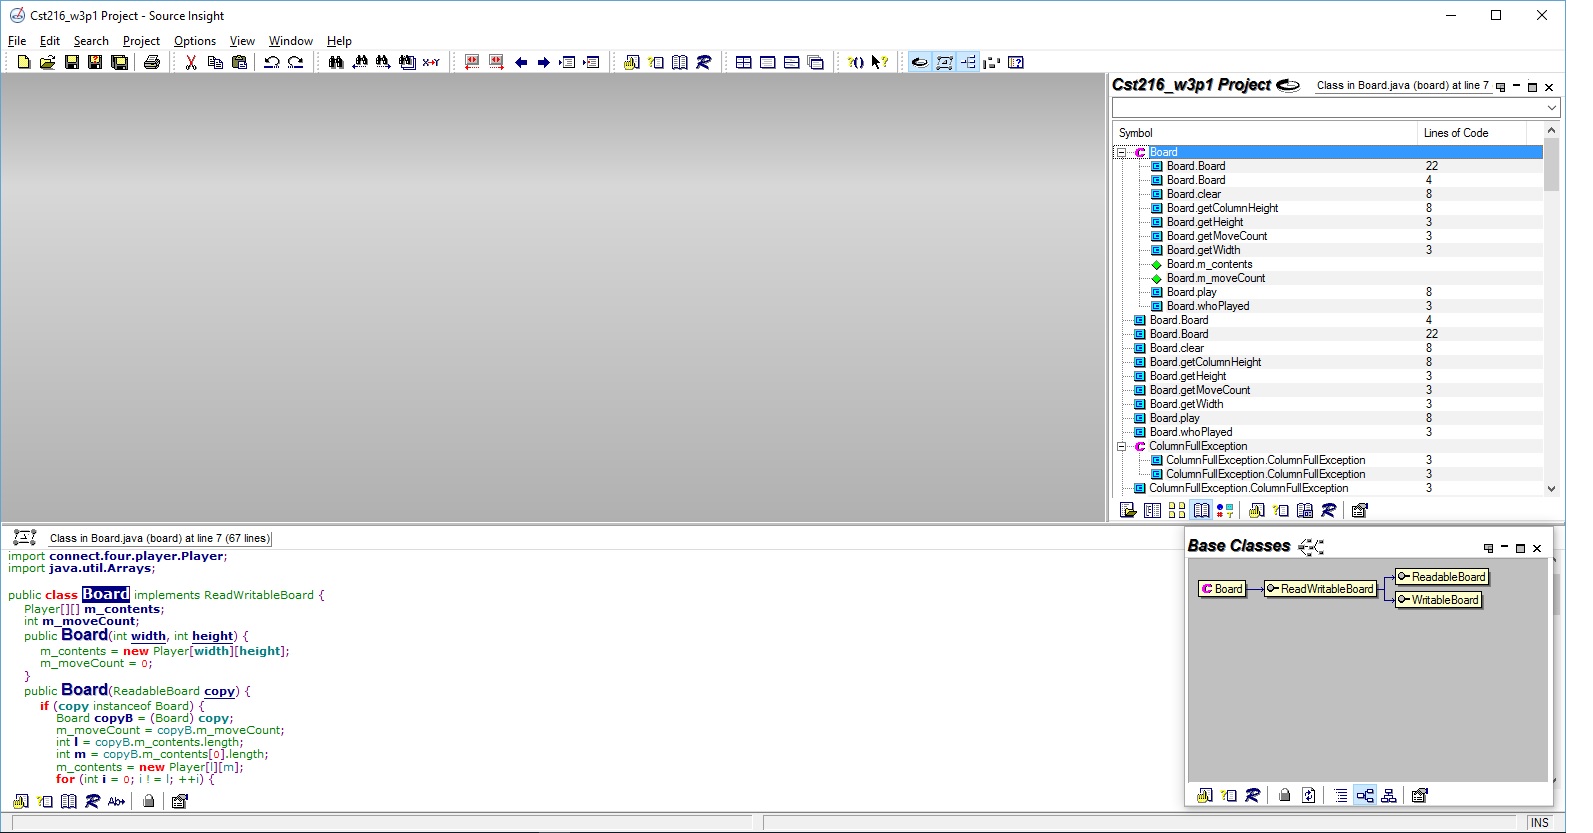 Cst216_w3p1 Project - Source Insight
File Edit Search Project Options View Window Help
Cst216_w3p1 Project Class in Board.java (board) at line 7
Symbol Lines of Code
Board
Board.Board 22
Board.Board 4
Board.clear 8
Board.getColumnHeight 8
Board.getHeight 3
Board.getMoveCount 3
Board.getWidth 3
Board.m_contents
Board.m_moveCount
Board.play 8
Board.whoPlayed 3
Board.Board 4
Board.Board 22
Board.clear 8
Board.getColumnHeight 8
Board.getHeight 3
Board.getMoveCount 3
Board.getWidth 3
Board.play 8
Board.whoPlayed 3
ColumnFullException
ColumnFullException.ColumnFullException 3
ColumnFullException.ColumnFullException 3
ColumnFullException.ColumnFullException 3
Class in Board.java (board) at line 7 (67 lines)
import connect.four.player.Player;
import java.util.Arrays;
public class Board implements ReadWritableBoard {
Player[][] m_contents;
int m_moveCount;
public Board(int width, int height) {
m_contents = new Player[width][height];
m_moveCount = 0;
}
public Board(ReadableBoard copy) {
if (copy instanceof Board) {
Board copyB = (Board) copy;
m_moveCount = copyB.m_moveCount;
int l = copyB.m_contents.length;
int m = copyB.m_contents[0].length;
m_contents = new Player[l][m];
for (int i = 0; i != l; ++i) {
Base Classes
Board ReadWritableBoard ReadableBoard
WritableBoard
INS